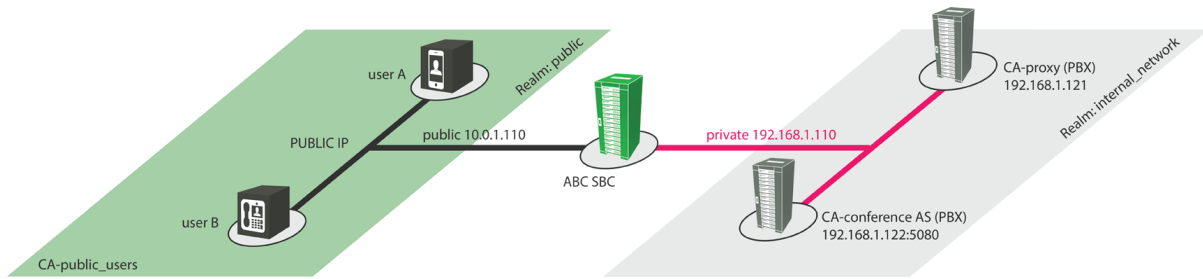 user A
Realm: public
PUBLIC IP
public 10.0.1.110
user B
CA-public_users
ABC SBC
private 192.168.1.110
CA-proxy (PBX)
192.168.1.121
Realm: internal_network
CA-conference AS (PBX)
192.168.1.122:5080